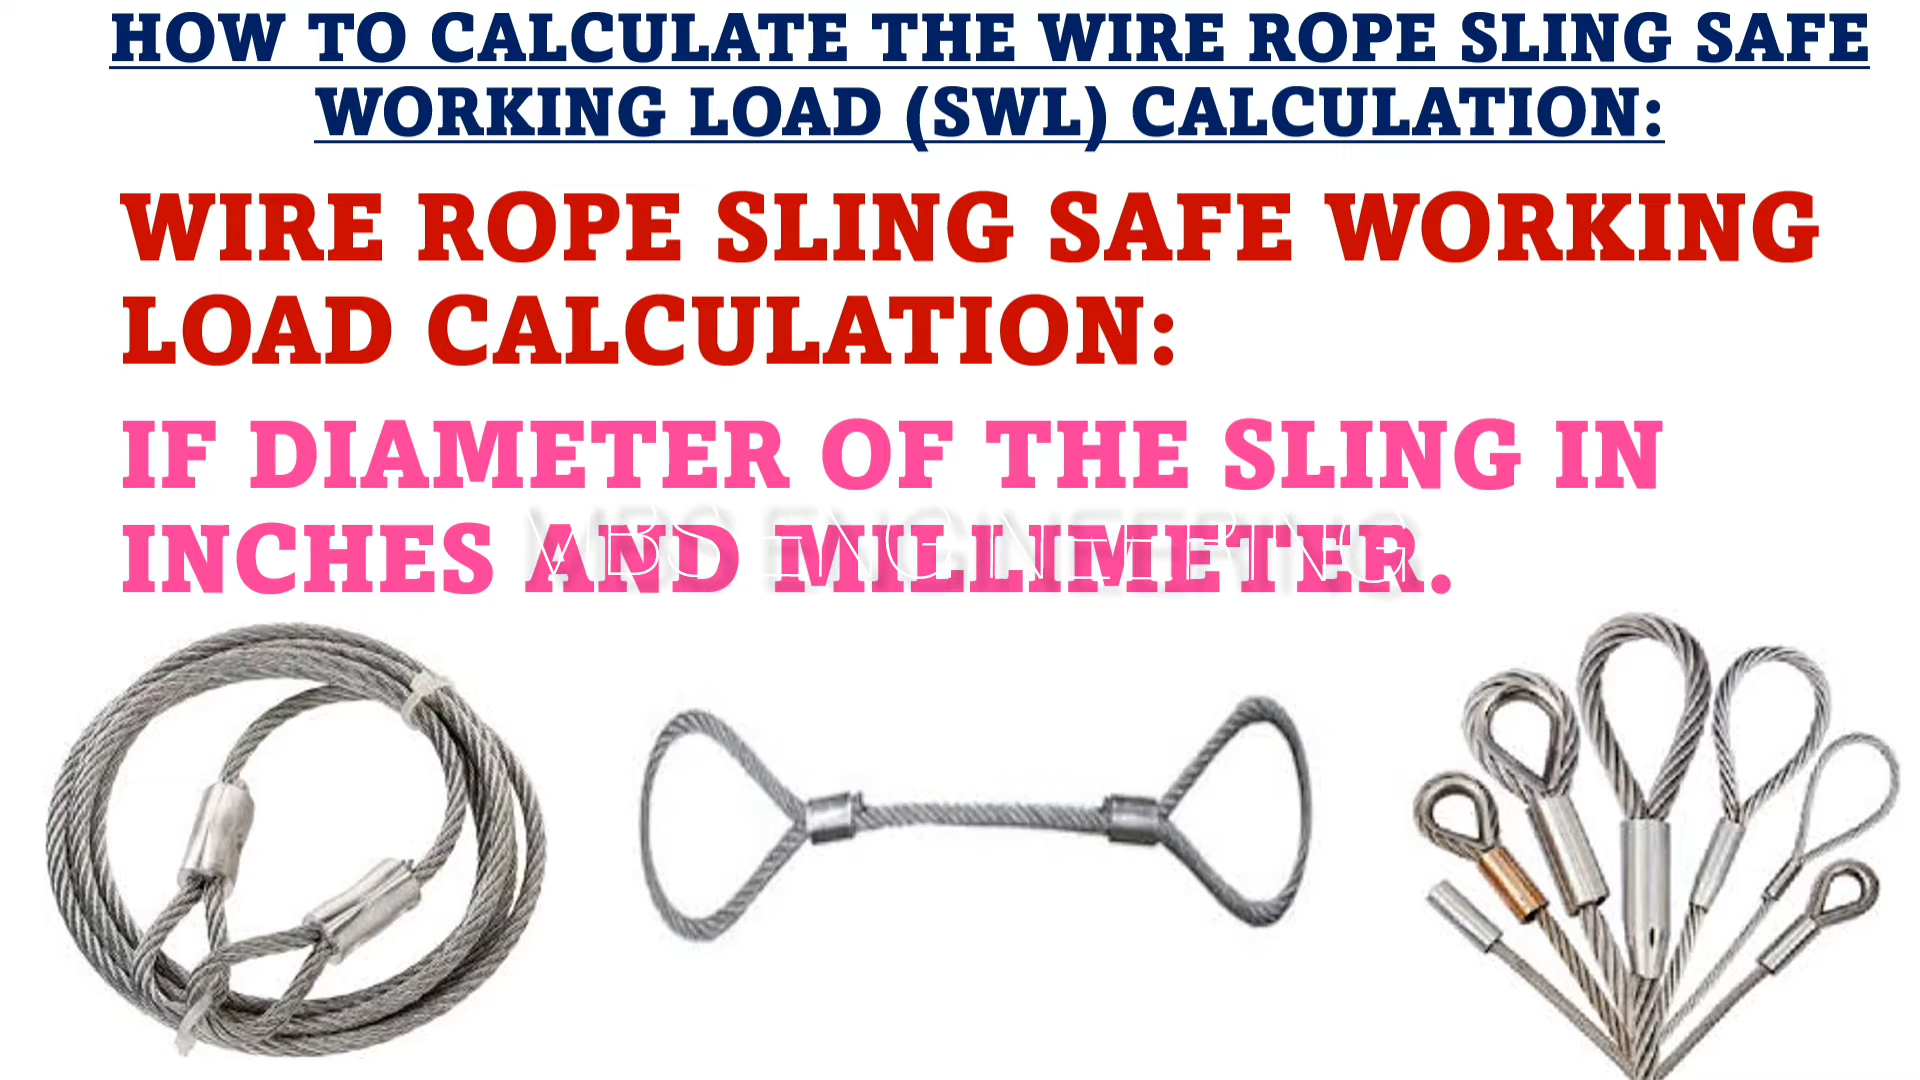 HOW TO CALCULATE THE WIRE ROPE SLING SAFE
WORKING LOAD (SWL) CALCULATION:
WIRE ROPE SLING SAFE WORKING
LOAD CALCULATION:
IF DIAMETER OF THE SLING IN
INCHES AND MILLIMETER.
ENGINEERING